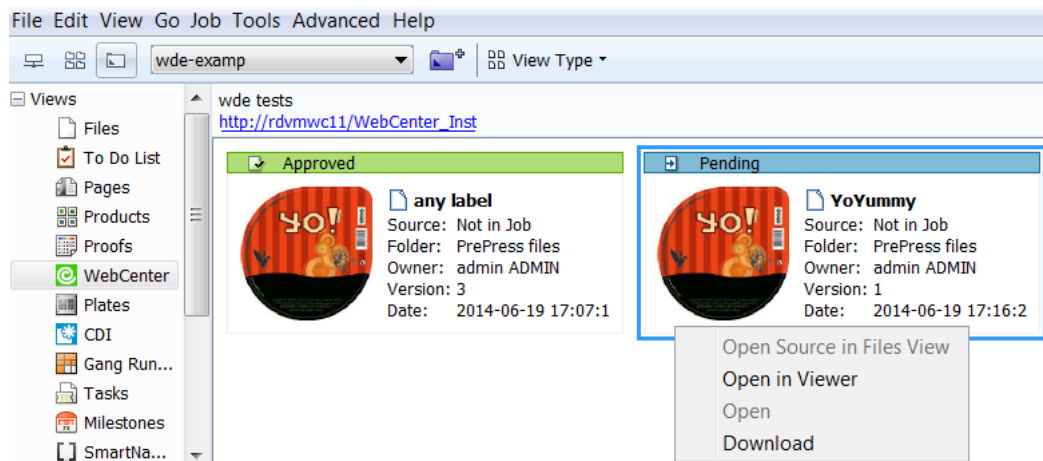 File Edit View Go Job Tools Advanced Help
wde-examp View Type
Views
Files
To Do List
Pages
Products
Proofs
WebCenter
Plates
CDI
Gang Run...
Tasks
Milestones
SmartNa...
wde tests
http://rdvmwc11/WebCenter_Inst
Approved
YO!
any label
Source: Not in Job
Folder: PrePress files
Owner: admin ADMIN
Version: 3
Date: 2014-06-19 17:07:1
Pending
YO!
YoYummy
Source: Not in Job
Folder: PrePress files
Owner: admin ADMIN
Version: 1
Date: 2014-06-19 17:16:2
Open Source in Files View
Open in Viewer
Open
Download